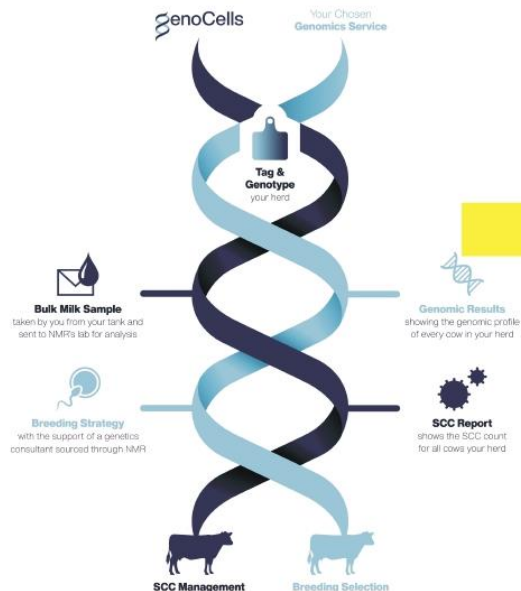 GenoCells
Your Chosen
Genomics Service
Tag &
Genotype
your herd
Bulk Milk Sample
taken by you from your tank and
sent to NMR's lab for analysis
Genomic Results
showing the genomic profile
of every cow in your herd
Breeding Strategy
with the support of a genetics
consultant sourced through NMR
SCC Report
shows the SCC count
for all cows your herd
SCC Management
Breeding Selection